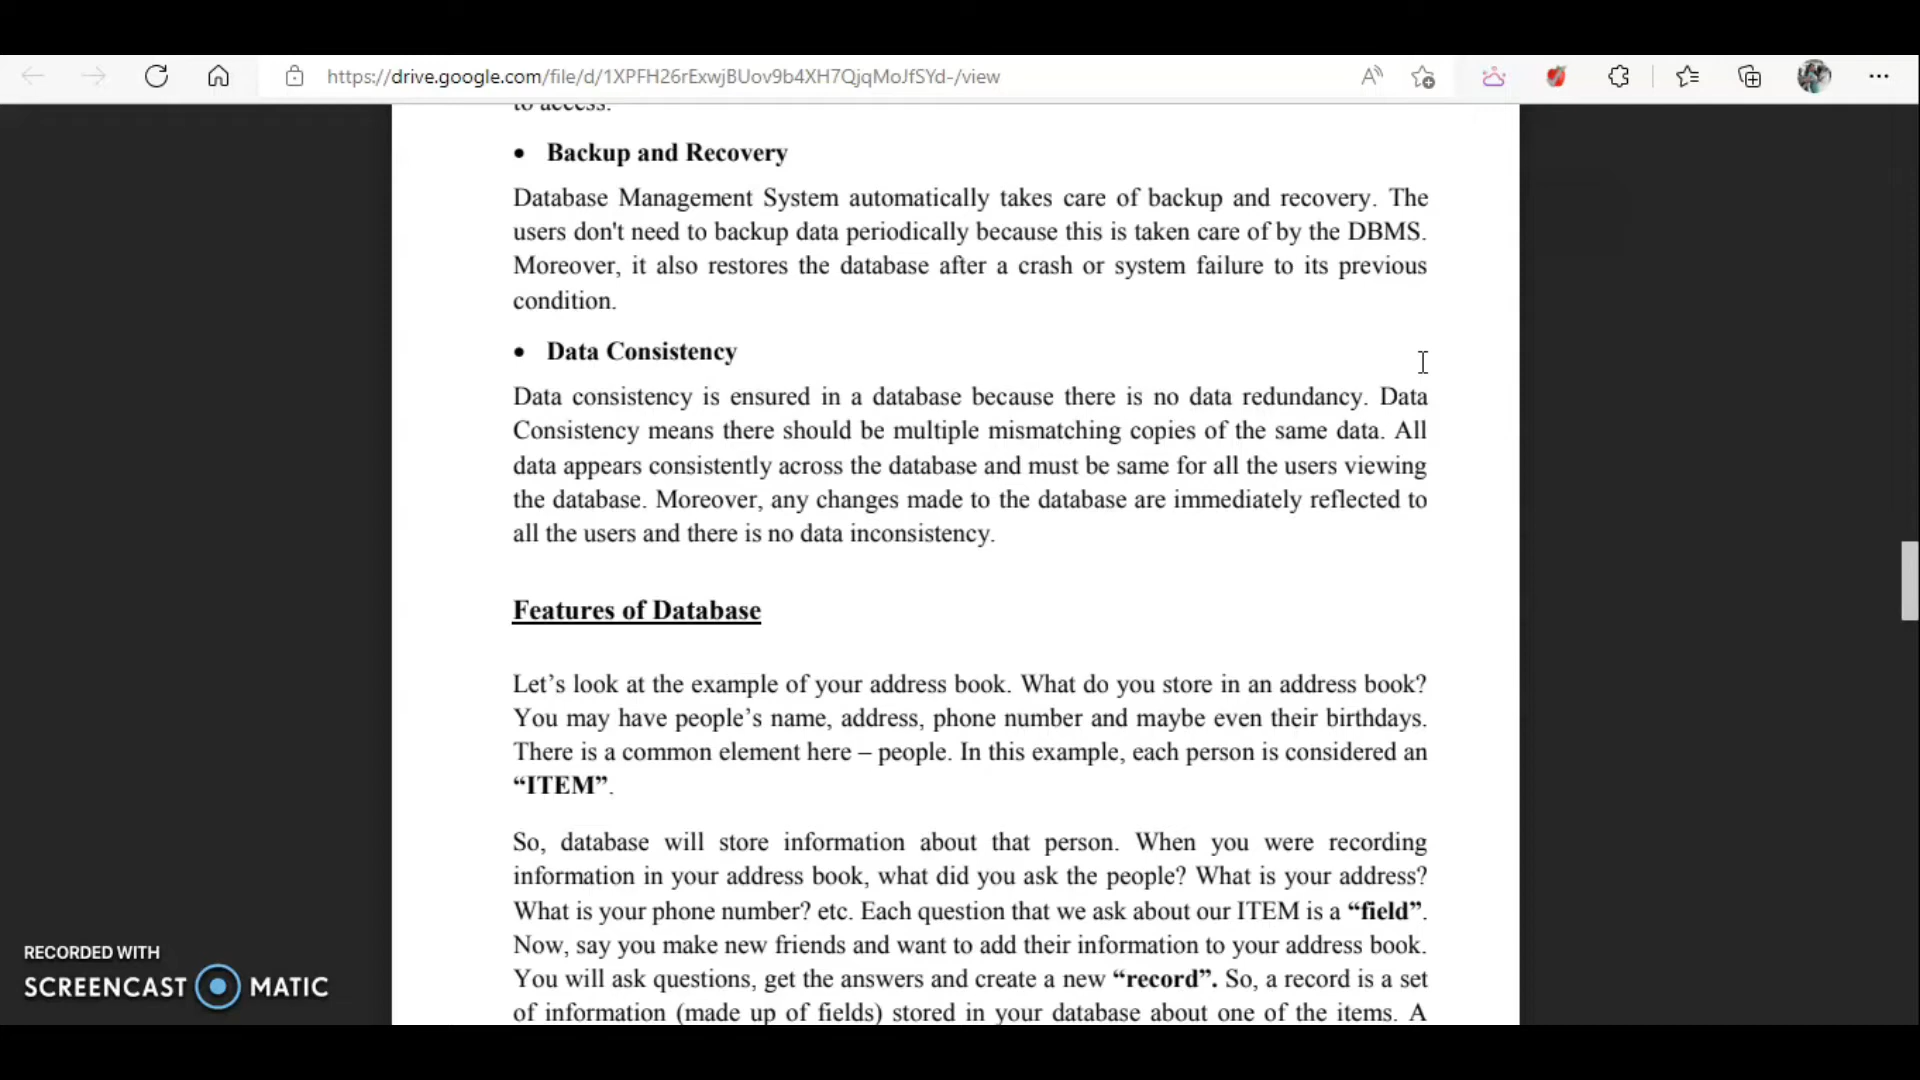 https://drive.google.com/file/d/1XPFH26rExwjBUov9b4XH7QjqMoJfSYd-/view
to access.
• Backup and Recovery
Database Management System automatically takes care of backup and recovery. The
users don't need to backup data periodically because this is taken care of by the DBMS.
Moreover, it also restores the database after a crash or system failure to its previous
condition.
• Data Consistency
Data consistency is ensured in a database because there is no data redundancy. Data
Consistency means there should be multiple mismatching copies of the same data. All
data appears consistently across the database and must be same for all the users viewing
the database. Moreover, any changes made to the database are immediately reflected to
all the users and there is no data inconsistency.
Features of Database
Let’s look at the example of your address book. What do you store in an address book?
You may have people’s name, address, phone number and maybe even their birthdays.
There is a common element here – people. In this example, each person is considered an
“ITEM”.
So, database will store information about that person. When you were recording
information in your address book, what did you ask the people? What is your address?
What is your phone number? etc. Each question that we ask about our ITEM is a “field”.
Now, say you make new friends and want to add their information to your address book.
You will ask questions, get the answers and create a new “record”. So, a record is a set
of information (made up of fields) stored in your database about one of the items. A
RECORDED WITH
SCREENCAST MATIC